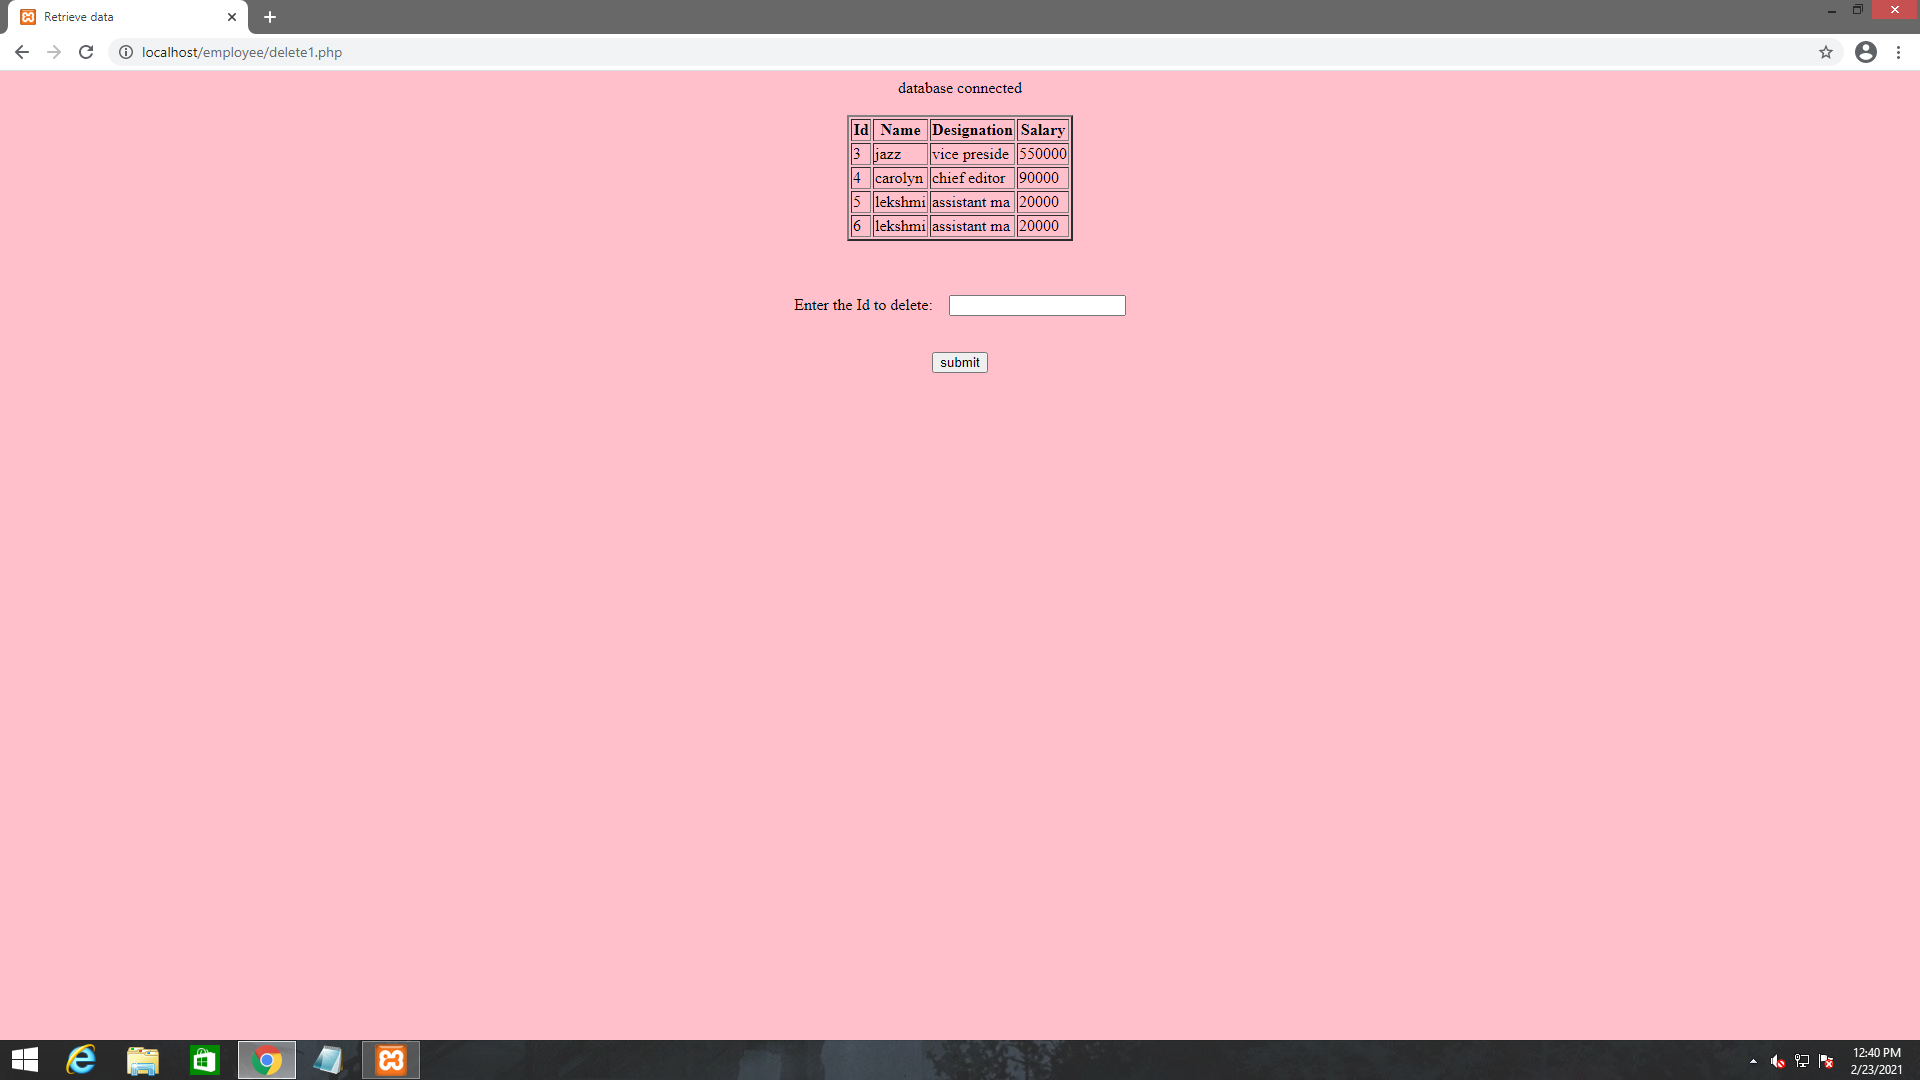 Retrieve data
localhost/employee/delete1.php
database connected
Id Name Designation Salary
3 jazz vice preside 550000
4 carolyn chief editor 90000
5 lekshmi assistant ma 20000
6 lekshmi assistant ma 20000
Enter the Id to delete:
submit
12:40 PM
2/23/2021